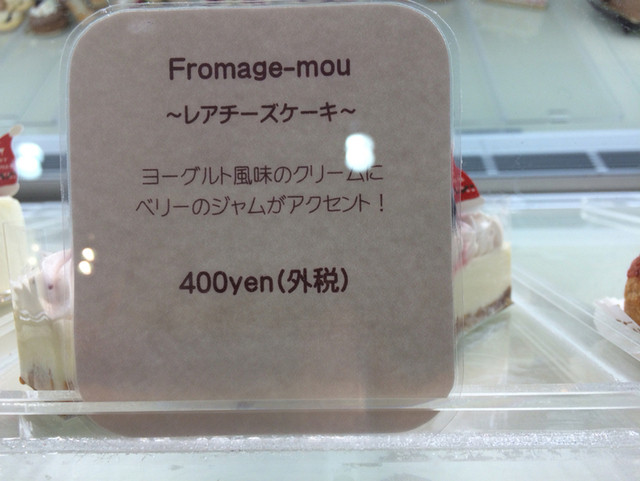 Fromage-mou
~レアチーズケーキ~
ヨーグルト風味のクリームに
ベリーのジャムがアクセント!
400yen(外税)